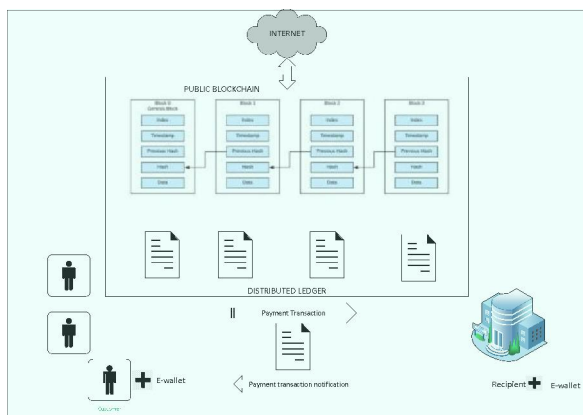 INTERNET
PUBLIC BLOCKCHAIN
Block 0
Genesis block
Index
Timestamp
Previous Hash
Hash
Data
Block 1
Index
Timestamp
Previous Hash
Hash
Data
Block 2
Index
Timestamp
Previous Hash
Hash
Data
Block 3
Index
Timestamp
Previous Hash
Hash
Data
DISTRIBUTED LEDGER
Payment Transaction
E-wallet
Payment transaction notification
Recipient
E-wallet